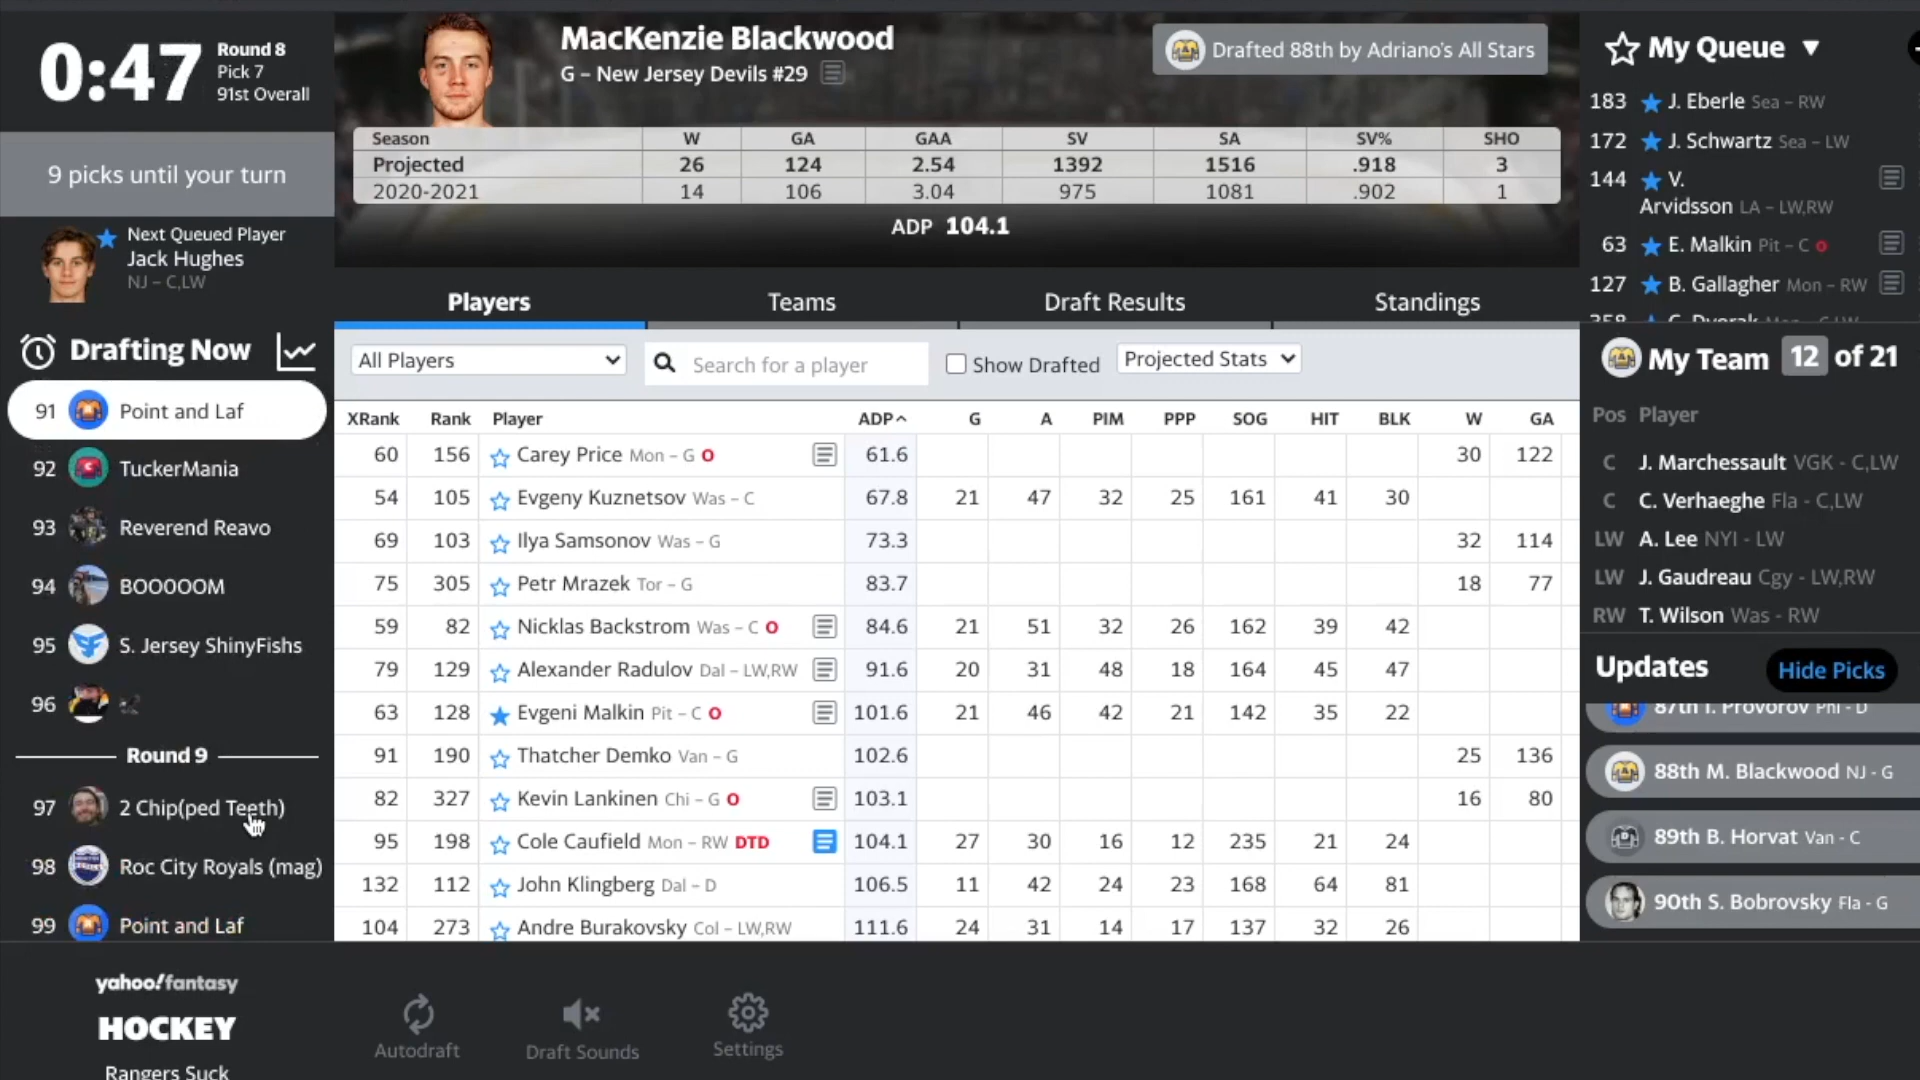 0:47
Round 8
Pick 7
91st Overall
9 picks until your turn
Next Queued Player
Jack Hughes
NJ – C,LW
Drafting Now
91 Point and Laf
92 TuckerMania
93 Reverend Reavo
94 BOOOOOM
95 S. Jersey ShinyFishs
96
Round 9
97 2 Chip(ped Teeth)
98 Roc City Royals (mag)
99 Point and Laf
MacKenzie Blackwood
G – New Jersey Devils #29
Drafted 88th by Adriano's All Stars
Season W GA GAA SV SA SV% SHO
Projected 26 124 2.54 1392 1516 .918 3
2020-2021 14 106 3.04 975 1081 .902 1
ADP 104.1
Players Teams Draft Results Standings
All Players Search for a player Show Drafted Projected Stats
XRank Rank Player ADP G A PIM PPP SOG HIT BLK W GA
60 156 Carey Price Mon – G O 61.6 30 122
54 105 Evgeny Kuznetsov Was – C 67.8 21 47 32 25 161 41 30
69 103 Ilya Samsonov Was – G 73.3 32 114
75 305 Petr Mrazek Tor – G 83.7 18 77
59 82 Nicklas Backstrom Was – C O 84.6 21 51 32 26 162 39 42
79 129 Alexander Radulov Dal – LW,RW 91.6 20 31 48 18 164 45 47
63 128 Evgeni Malkin Pit – C O 101.6 21 46 42 21 142 35 22
91 190 Thatcher Demko Van – G 102.6 25 136
82 327 Kevin Lankinen Chi – G O 103.1 16 80
95 198 Cole Caufield Mon – RW DTD 104.1 27 30 16 12 235 21 24
132 112 John Klingberg Dal – D 106.5 11 42 24 23 168 64 81
104 273 Andre Burakovsky Col – LW,RW 111.6 24 31 14 17 137 32 26
My Queue
183 J. Eberle Sea – RW
172 J. Schwartz Sea – LW
144 V.
Arvidsson LA – LW,RW
63 E. Malkin Pit – C O
127 B. Gallagher Mon – RW
358 C. Dvorak Mon – C,LW
My Team 12 of 21
Pos Player
C J. Marchessault VGK - C,LW
C C. Verhaeghe Fla - C,LW
LW A. Lee NYI - LW
LW J. Gaudreau Cgy - LW,RW
RW T. Wilson Was - RW
Updates Hide Picks
87th I. Provorov Phi - D
88th M. Blackwood NJ - G
89th B. Horvat Van - C
90th S. Bobrovsky Fla - G
yahoo!fantasy
HOCKEY
Rangers Suck
Autodraft Draft Sounds Settings